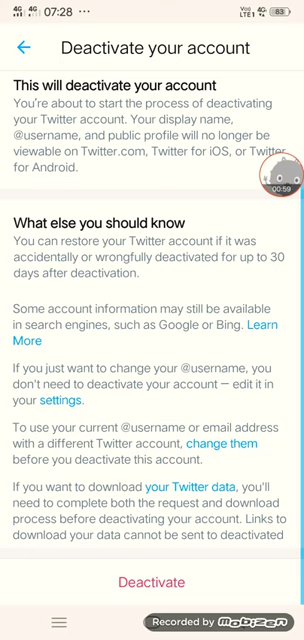 4G 4G 07:28 ...
VoD LTE1 4G 83
Deactivate your account
This will deactivate your account
You're about to start the process of deactivating
your Twitter account. Your display name,
@username, and public profile will no longer be
viewable on Twitter.com, Twitter for iOS, or Twitter
for Android.
00:59
What else you should know
You can restore your Twitter account if it was
accidentally or wrongfully deactivated for up to 30
days after deactivation.
Some account information may still be available
in search engines, such as Google or Bing. Learn
More
If you just want to change your @username, you
don't need to deactivate your account — edit it in
your settings.
To use your current @username or email address
with a different Twitter account, change them
before you deactivate this account.
If you want to download your Twitter data, you'll
need to complete both the request and download
process before deactivating your account. Links to
download your data cannot be sent to deactivated
Deactivate
Recorded by mobizen